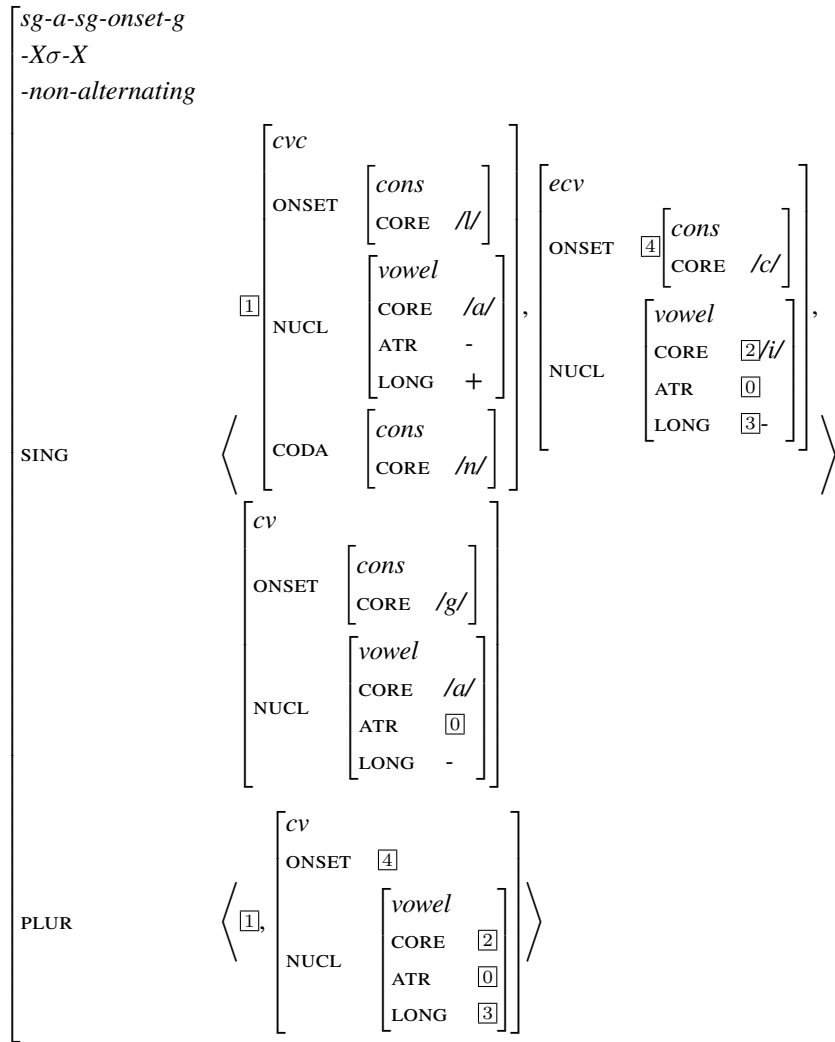 sg-a-sg-onset-g
-Xσ-X
-non-alternating
cvc
ONSET
cons
CORE /l/
NUCL
vowel
CORE /a/
ATR -
LONG +
CODA
cons
CORE /n/
1
,
ecv
ONSET
4
cons
CORE /c/
NUCL
vowel
CORE 2/i/
ATR 0
LONG 3-
,
SING
⟨
⟩
cv
ONSET
cons
CORE /g/
NUCL
vowel
CORE /a/
ATR 0
LONG -
PLUR
⟨ 1,
cv
ONSET 4
NUCL
vowel
CORE 2
ATR 0
LONG 3
⟩